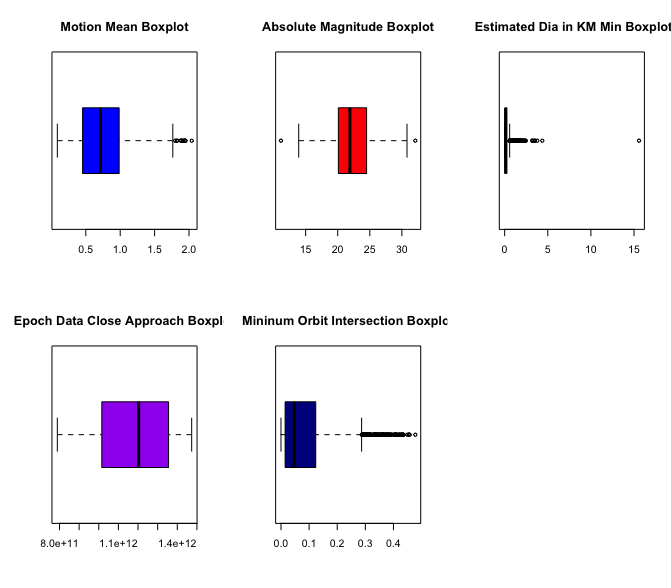 Motion Mean Boxplot
Absolute Magnitude Boxplot
Estimated Dia in KM Min Boxplot
0.5 1.0 1.5 2.0
15 20 25 30
0 5 10 15
Epoch Data Close Approach Boxpl
Mininum Orbit Intersection Boxplo
8.0e+11 1.1e+12 1.4e+12
0.0 0.1 0.2 0.3 0.4